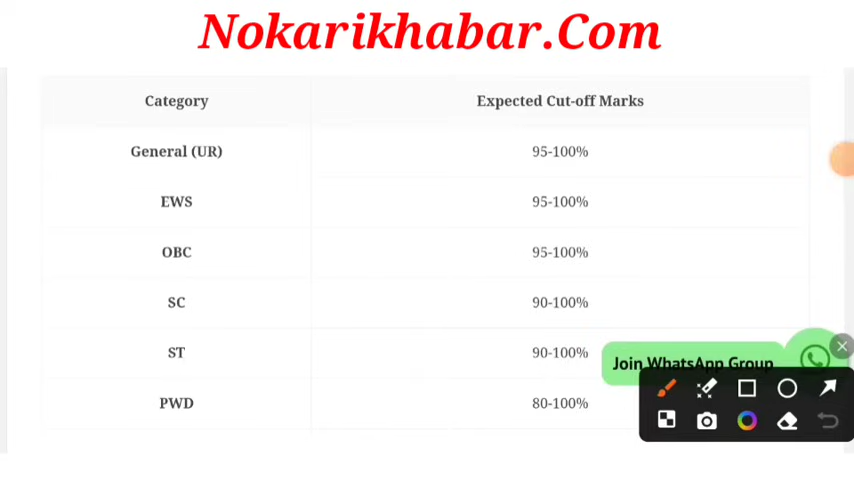 Nokarikhabar.Com
Category Expected Cut-off Marks
General (UR) 95-100%
EWS 95-100%
OBC 95-100%
SC 90-100%
ST 90-100%
Join WhatsApp Group
PWD 80-100%